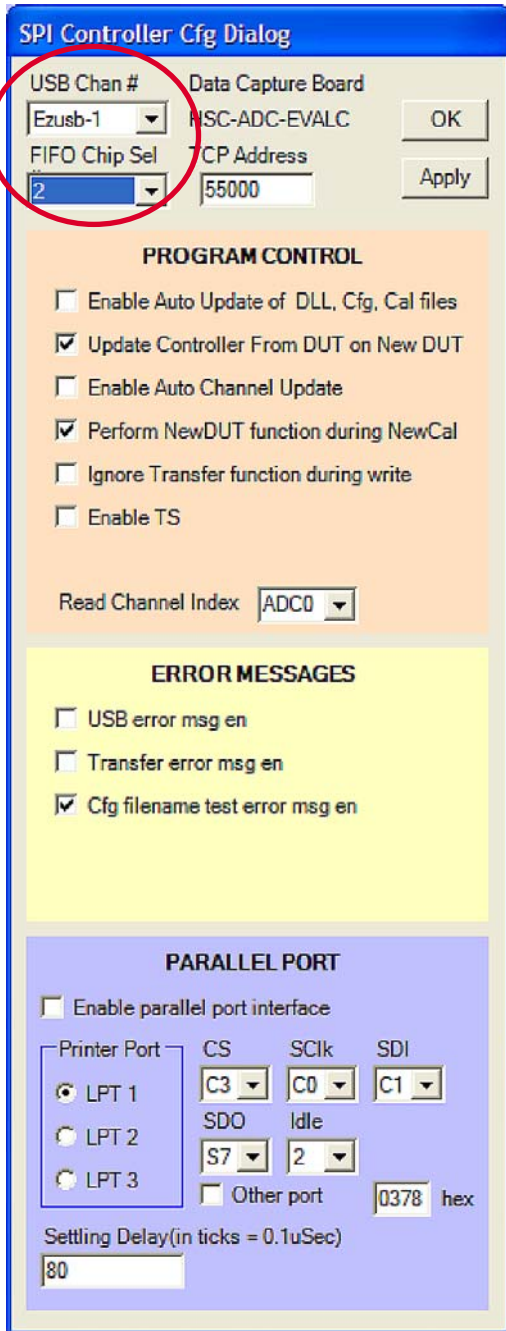 SPI Controller Cfg Dialog
USB Chan #
Data Capture Board
Ezusb-1
HSC-ADC-EVALC
OK
FIFO Chip Sel
TCP Address
2
55000
Apply
PROGRAM CONTROL
Enable Auto Update of DLL, Cfg, Cal files
Update Controller From DUT on New DUT
Enable Auto Channel Update
Perform NewDUT function during NewCal
Ignore Transfer function during write
Enable TS
Read Channel Index ADC0
ERROR MESSAGES
USB error msg en
Transfer error msg en
Cfg filename test error msg en
PARALLEL PORT
Enable parallel port interface
Printer Port
LPT 1
LPT 2
LPT 3
CS SClk SDI
C3 C0 C1
SDO Idle
S7 2
Other port 0378 hex
Settling Delay(in ticks = 0.1uSec)
80